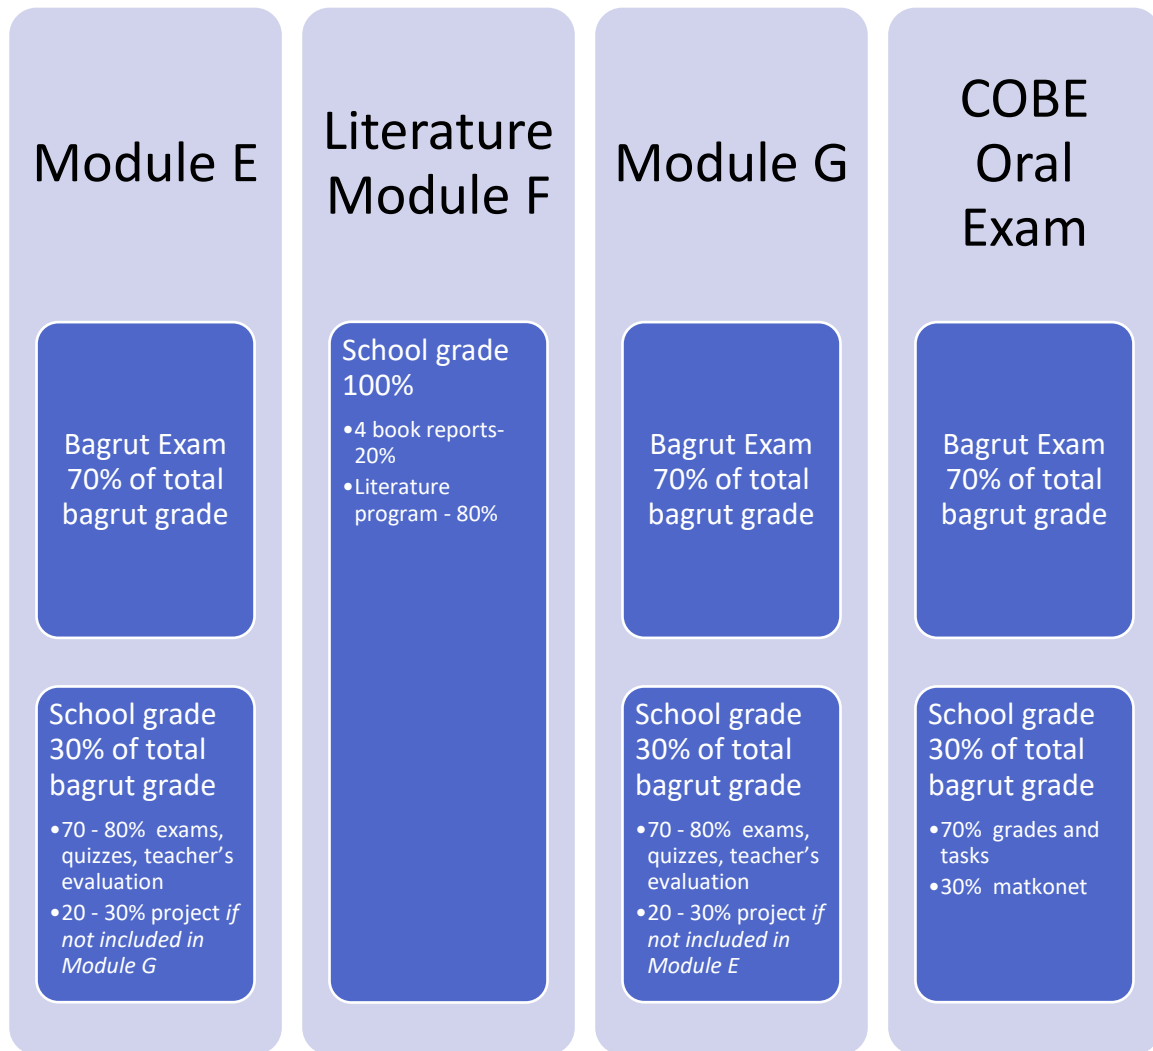 Module E
Bagrut Exam
70% of total
bagrut grade
School grade
30% of total
bagrut grade
•70 - 80%  exams,
quizzes, teacher’s
evaluation
•20 - 30% project if
not included in
Module G
Literature
Module F
School grade
100%
•4 book reports-
20%
•Literature
program - 80%
Module G
Bagrut Exam
70% of total
bagrut grade
School grade
30% of total
bagrut grade
•70 - 80%  exams,
quizzes, teacher’s
evaluation
•20 - 30% project if
not included in
Module E
COBE
Oral
Exam
Bagrut Exam
70% of total
bagrut grade
School grade
30% of total
bagrut grade
•70%  grades and
tasks
•30%  matkonet